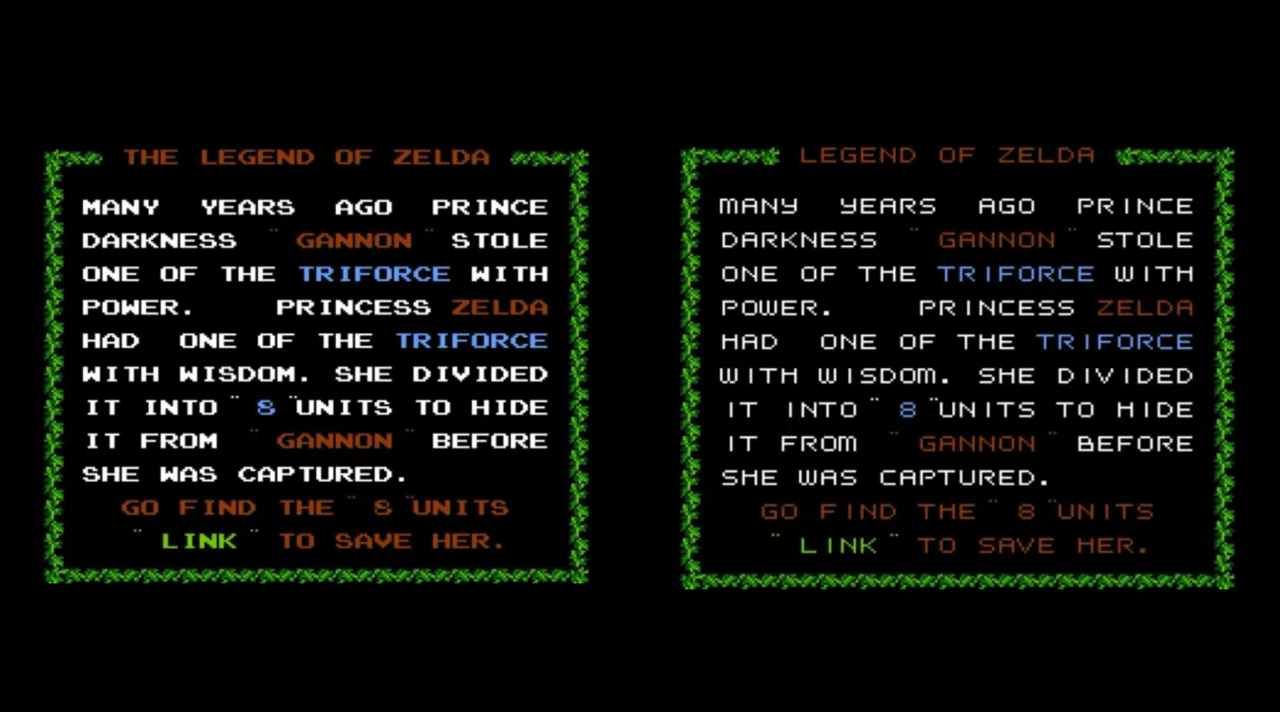 THE LEGEND OF ZELDA
MANY YEARS AGO PRINCE
DARKNESS " GANNON " STOLE
ONE OF THE TRIFORCE WITH
POWER. PRINCESS ZELDA
HAD ONE OF THE TRIFORCE
WITH WISDOM. SHE DIVIDED
IT INTO " 8 "UNITS TO HIDE
IT FROM " GANNON " BEFORE
SHE WAS CAPTURED.
GO FIND THE " 8 "UNITS
" LINK " TO SAVE HER.
LEGEND OF ZELDA
MANY YEARS AGO PRINCE
DARKNESS " GANNON " STOLE
ONE OF THE TRIFORCE WITH
POWER. PRINCESS ZELDA
HAD ONE OF THE TRIFORCE
WITH WISDOM. SHE DIVIDED
IT INTO " 8 "UNITS TO HIDE
IT FROM " GANNON " BEFORE
SHE WAS CAPTURED.
GO FIND THE " 8 "UNITS
" LINK " TO SAVE HER.